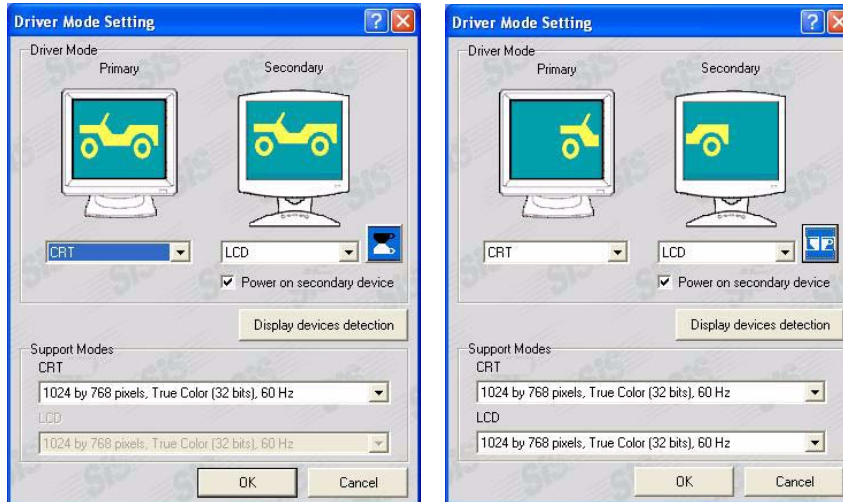 Driver Mode Setting
Driver Mode
Primary Secondary
CRT LCD
Power on secondary device
Display devices detection
Support Modes
CRT
1024 by 768 pixels, True Color (32 bits), 60 Hz
LCD
1024 by 768 pixels, True Color (32 bits), 60 Hz
OK Cancel
Driver Mode Setting
Driver Mode
Primary Secondary
CRT LCD
Power on secondary device
Display devices detection
Support Modes
CRT
1024 by 768 pixels, True Color (32 bits), 60 Hz
LCD
1024 by 768 pixels, True Color (32 bits), 60 Hz
OK Cancel